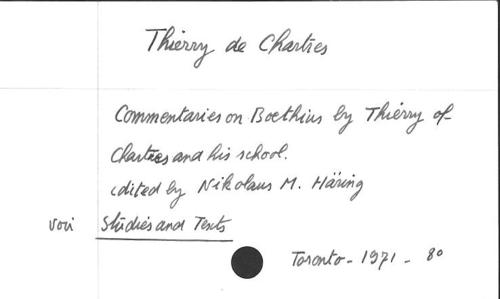 Thierry de Chartres
Commentaries on Boethius by Thierry of
Chartres and his school.
edited by Nikolaus M. Häring
voir Studies and Texts
Toronto - 1971 - 8°